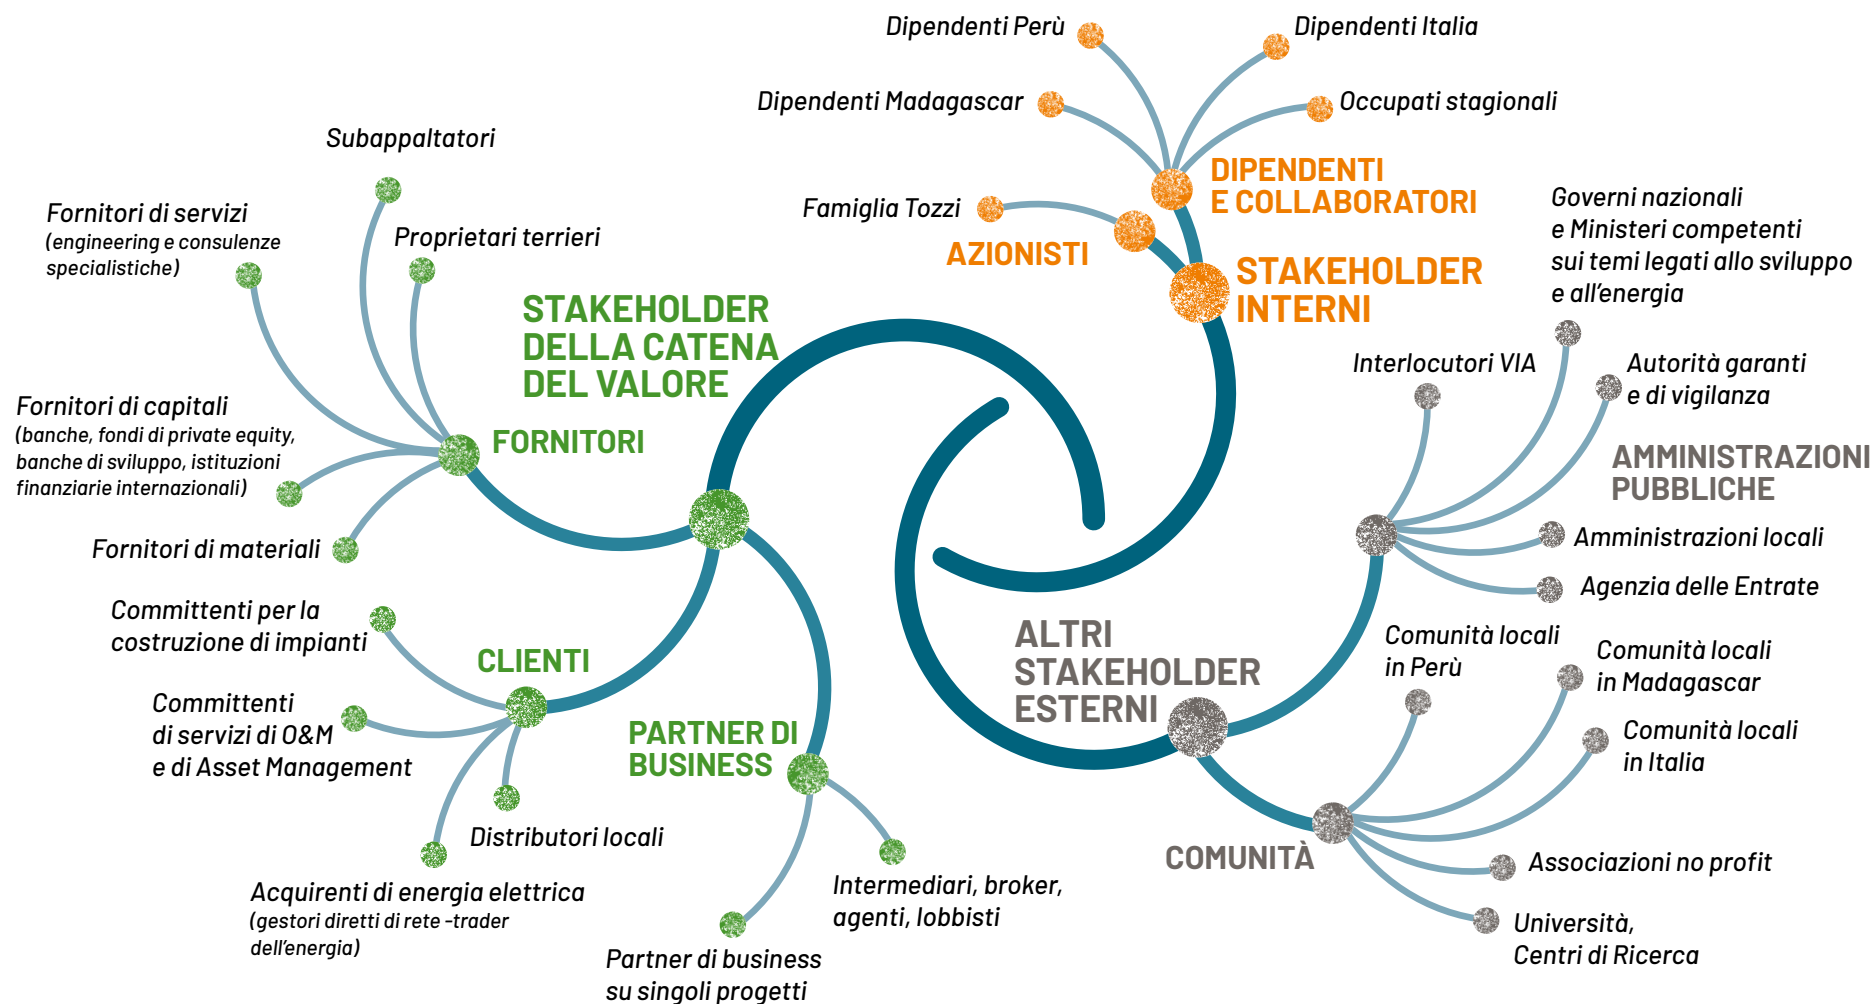 Dipendenti Perù
Dipendenti Italia
Dipendenti Madagascar
Occupati stagionali
DIPENDENTI
E COLLABORATORI
Famiglia Tozzi
AZIONISTI
STAKEHOLDER
INTERNI
Subappaltatori
Fornitori di servizi
(engineering e consulenze
specialistiche)
Proprietari terrieri
STAKEHOLDER
DELLA CATENA
DEL VALORE
Fornitori di capitali
(banche, fondi di private equity,
banche di sviluppo, istituzioni
finanziarie internazionali)
FORNITORI
Fornitori di materiali
Committenti per la
costruzione di impianti
CLIENTI
Committenti
di servizi di O&M
e di Asset Management
Distributori locali
Acquirenti di energia elettrica
(gestori diretti di rete -trader
dell'energia)
PARTNER DI
BUSINESS
Intermediari, broker,
agenti, lobbisti
Partner di business
su singoli progetti
Governi nazionali
e Ministeri competenti
sui temi legati allo sviluppo
e all'energia
Interlocutori VIA
Autorità garanti
e di vigilanza
AMMINISTRAZIONI
PUBBLICHE
Amministrazioni locali
Agenzia delle Entrate
ALTRI
STAKEHOLDER
ESTERNI
Comunità locali
in Perù
Comunità locali
in Madagascar
Comunità locali
in Italia
COMUNITÀ
Associazioni no profit
Università,
Centri di Ricerca